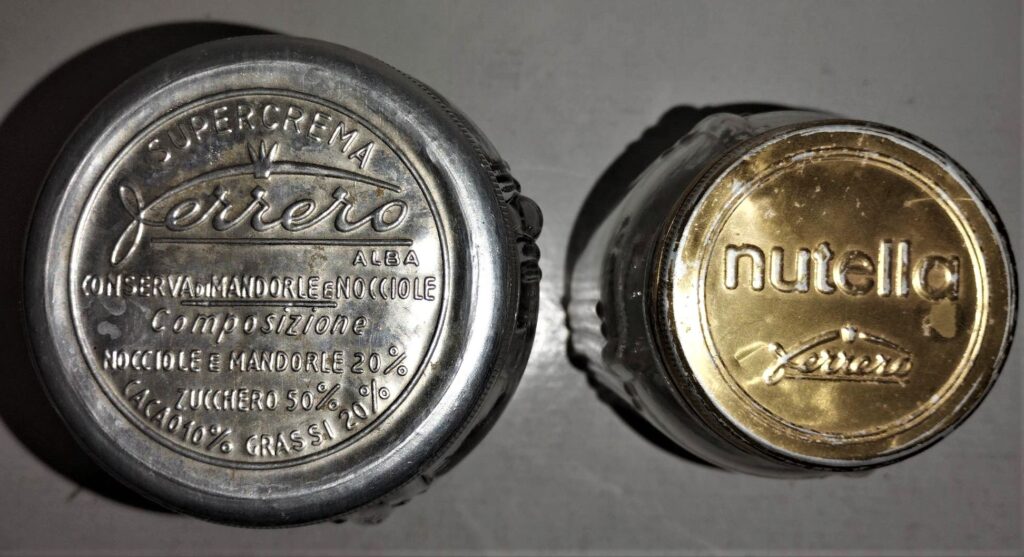 SUPERCREMA
Ferrero
ALBA
CONSERVA DI MANDORLE E NOCCIOLE
Composizione
NOCCIOLE E MANDORLE 20%
ZUCCHERO 50%
CACAO 10% GRASSI 20%
nutella
Ferrero